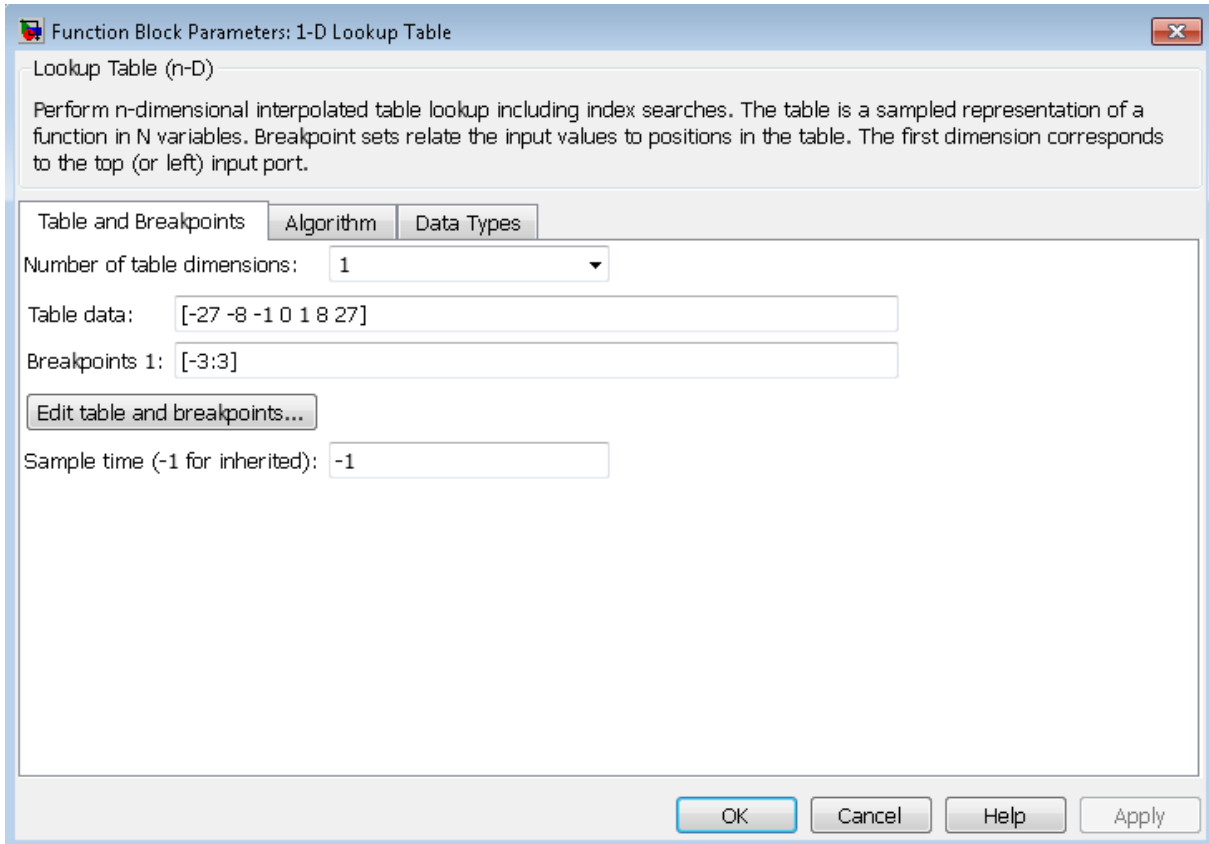 Function Block Parameters: 1-D Lookup Table
Lookup Table (n-D)
Perform n-dimensional interpolated table lookup including index searches. The table is a sampled representation of a
function in N variables. Breakpoint sets relate the input values to positions in the table. The first dimension corresponds
to the top (or left) input port.
Table and Breakpoints Algorithm Data Types
Number of table dimensions: 1
Table data: [-27 -8 -1 0 1 8 27]
Breakpoints 1: [-3:3]
Edit table and breakpoints...
Sample time (-1 for inherited): -1
OK Cancel Help Apply